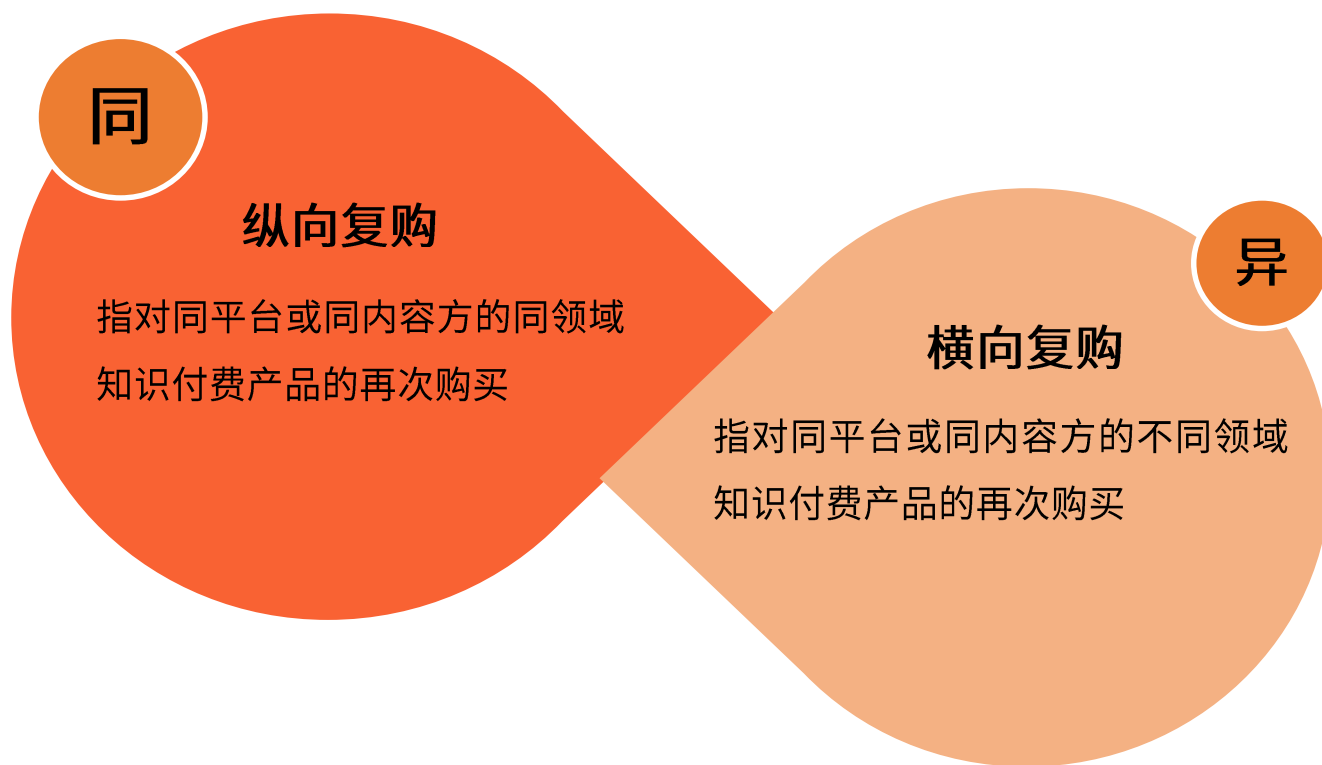 同
纵向复购
指对同平台或同内容方的同领域
知识付费产品的再次购买
异
横向复购
指对同平台或同内容方的不同领域
知识付费产品的再次购买